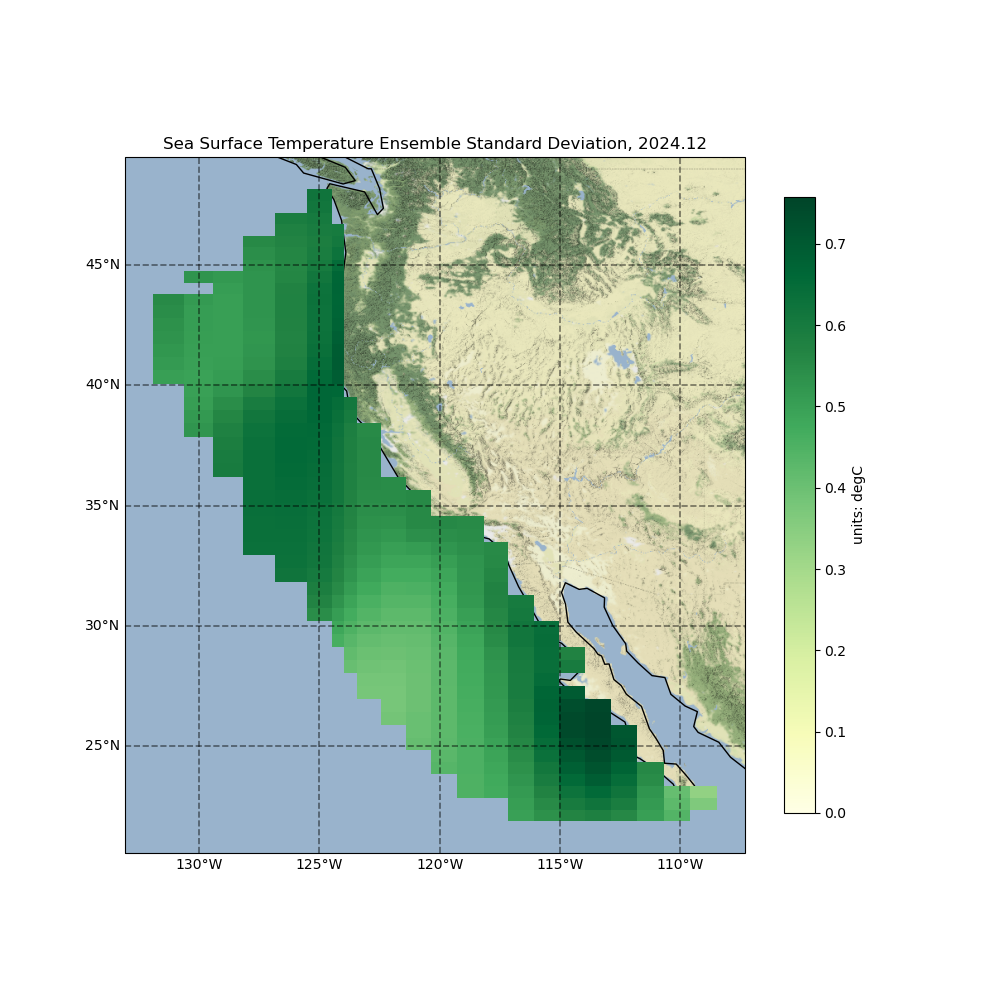 Sea Surface Temperature Ensemble Standard Deviation, 2024.12
45°N
40°N
35°N
30°N
25°N
130°W
125°W
120°W
115°W
110°W
0.7
0.6
0.5
0.4
0.3
0.2
0.1
0.0
units: degC